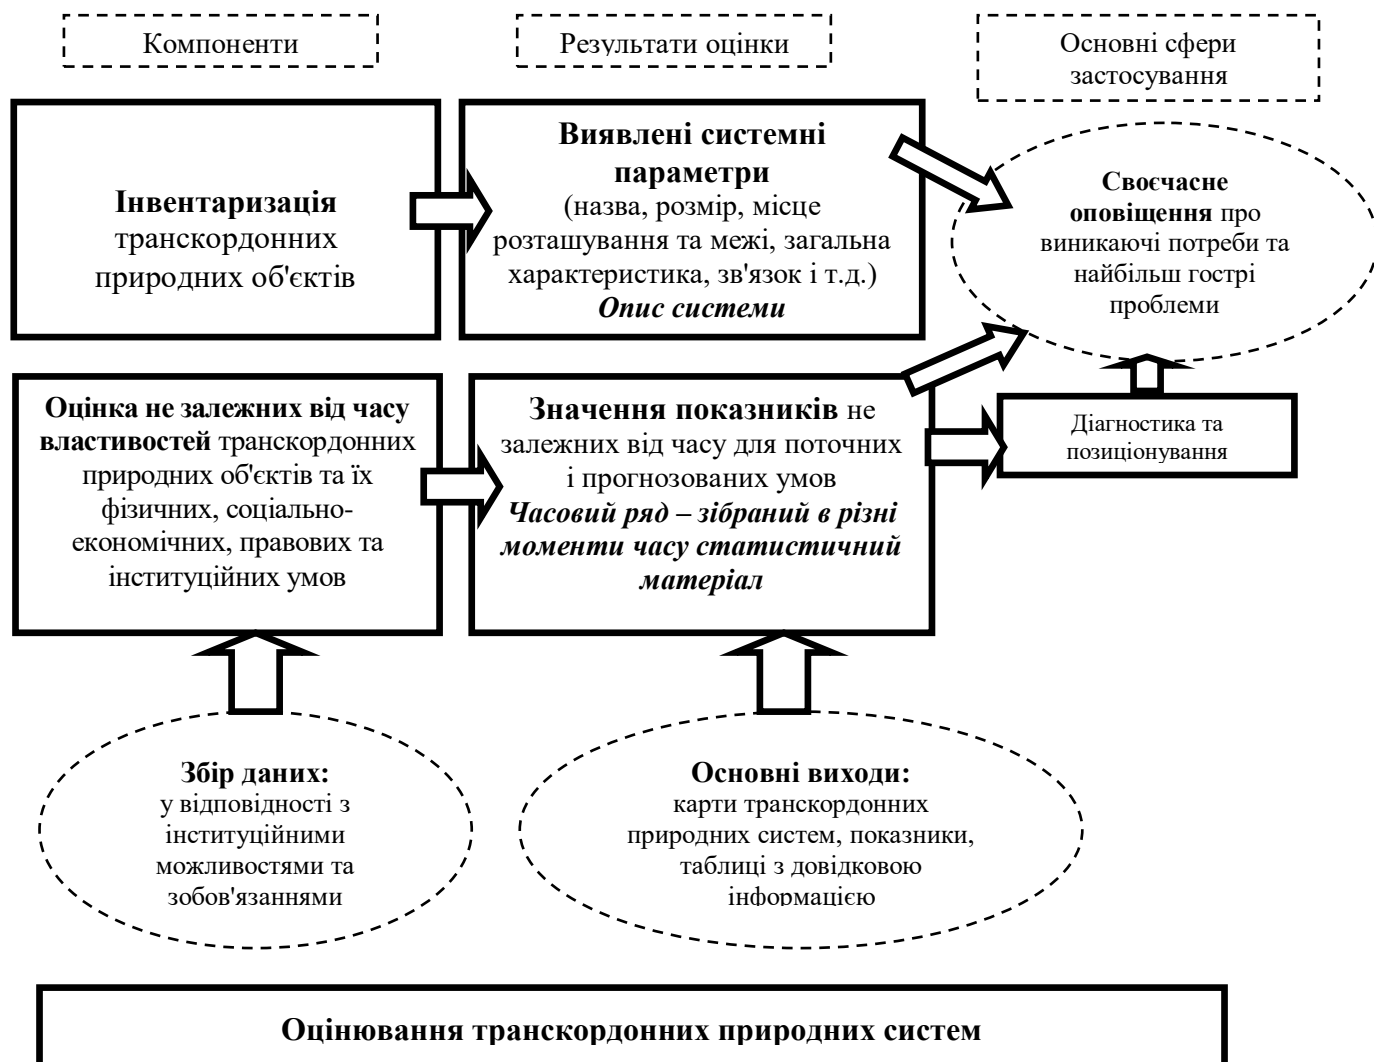 Компоненти
Результати оцінки
Основні сфери
застосування
Інвентаризація
транскордонних
природних об'єктів
Виявлені системні
параметри
(назва, розмір, місце
розташування та межі, загальна
характеристика, зв'язок і т.д.)
Опис системи
Своєчасне
оповіщення про
виникаючі потреби та
найбільш гострі
проблеми
Оцінка не залежних від часу
властивостей транскордонних
природних об'єктів та їх
фізичних, соціально-
економічних, правових та
інституційних умов
Значення показників не
залежних від часу для поточних
і прогнозованих умов
Часовий ряд – зібраний в різні
моменти часу статистичний
матеріал
Діагностика та
позиціонування
Збір даних:
у відповідності з
інституційними
можливостями та
зобов'язаннями
Основні виходи:
карти транскордонних
природних систем, показники,
таблиці з довідковою
інформацією
Оцінювання транскордонних природних систем